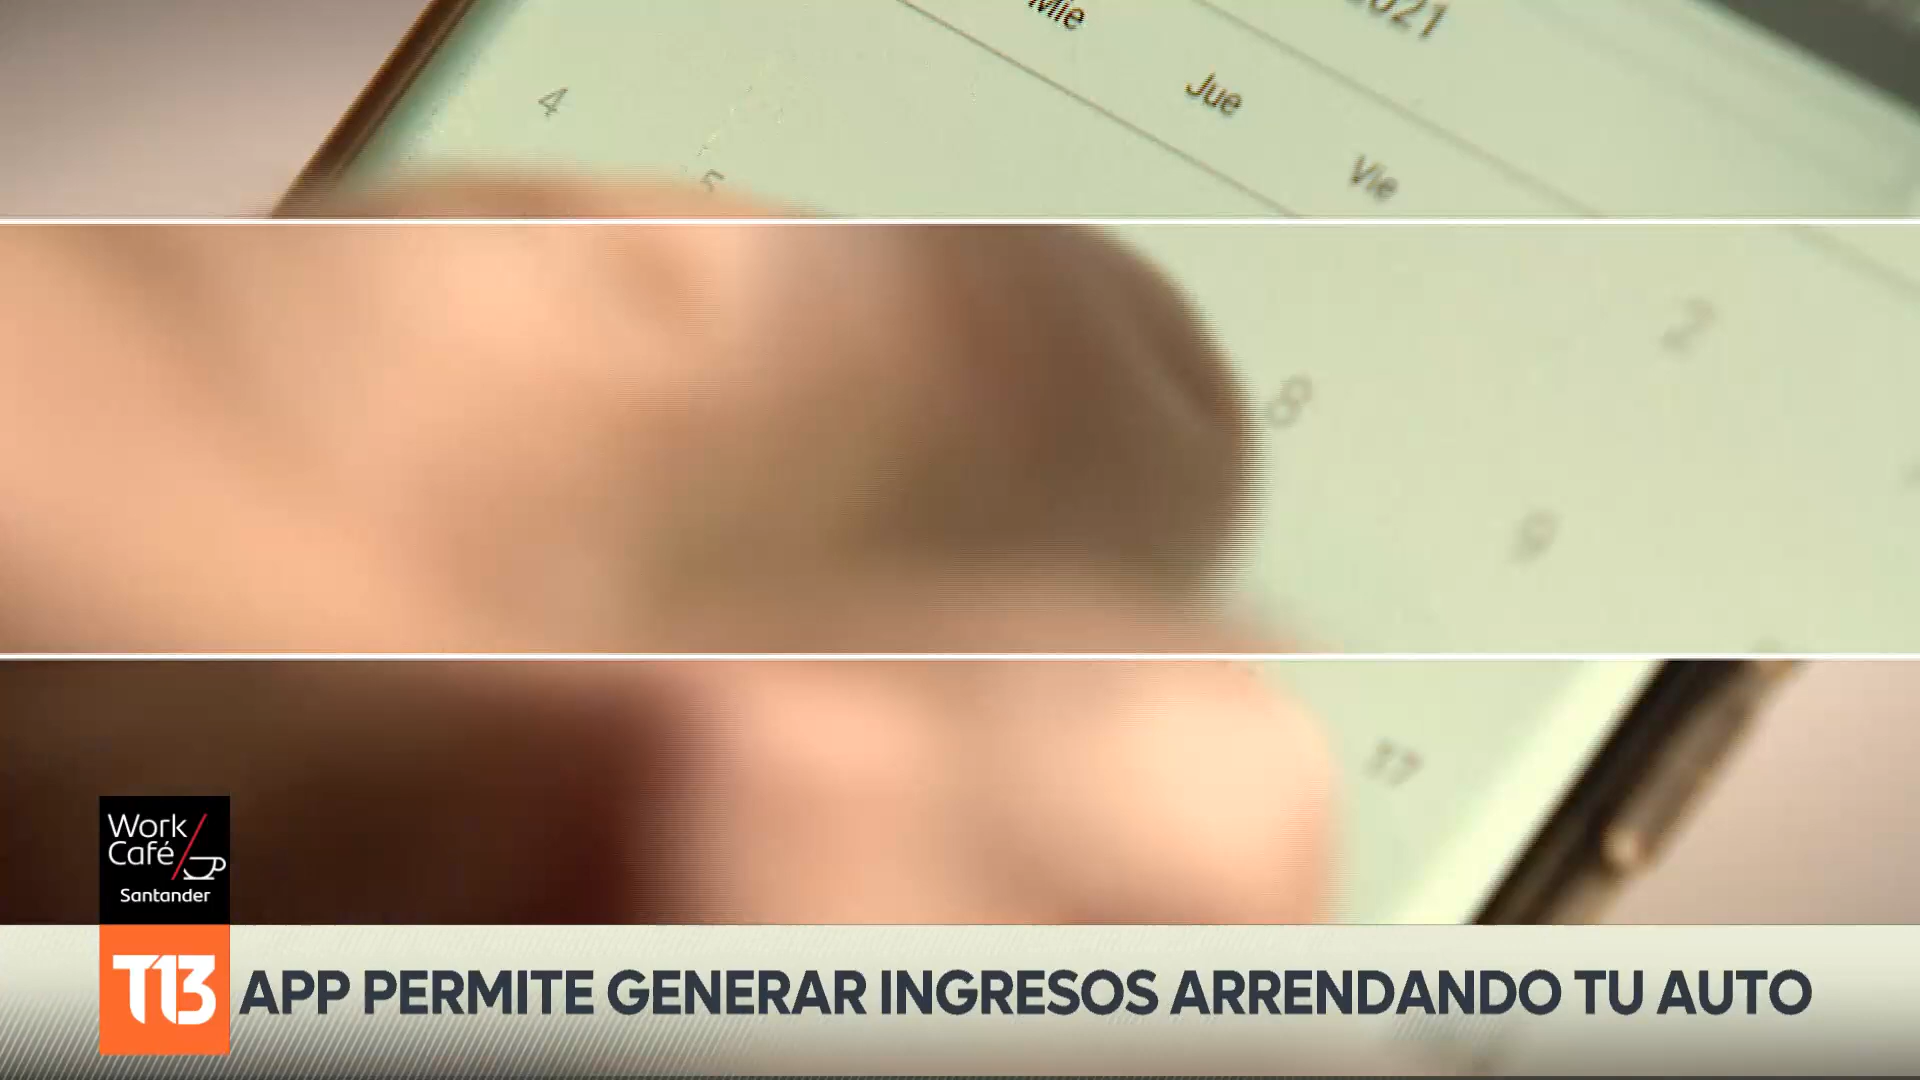 Mie
2021
Jue
Vie
4
5
2
8
9
17
Work
Café
Santander
T13
APP PERMITE GENERAR INGRESOS ARRENDANDO TU AUTO